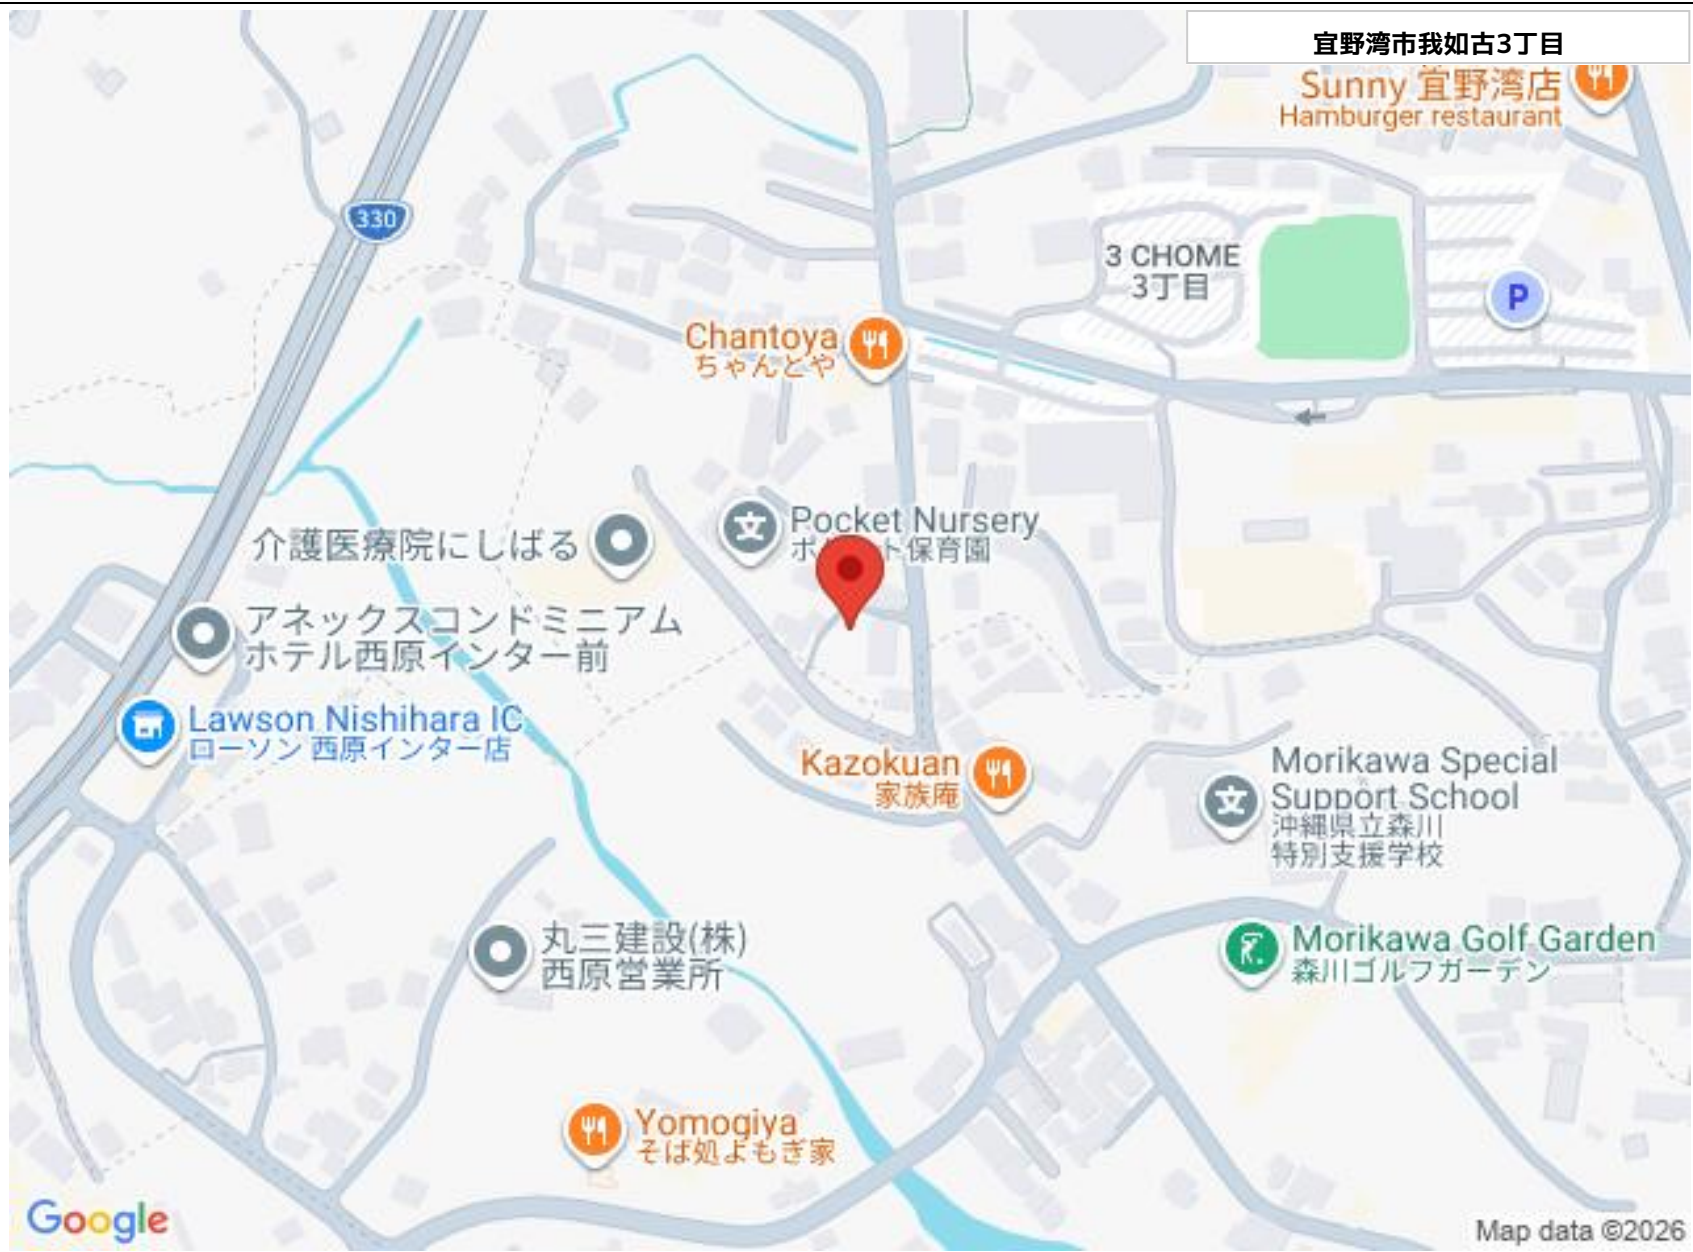 宜野湾市我如古3丁目
Sunny 宜野湾店
Hamburger restaurant
330
3 CHOME
3丁目
P
Chantoya
ちゃんとや
Pocket Nursery
保育園
介護医療院にしばる
アネックスコンドミニアム
ホテル西原インター前
Lawson Nishihara IC
ローソン 西原インター店
Kazokuan
家族庵
Morikawa Special
Support School
沖縄県立森川
特別支援学校
丸三建設(株)
西原営業所
Morikawa Golf Garden
森川ゴルフガーデン
Yomogiya
そば処よもぎ家
Google
Map data ©2026